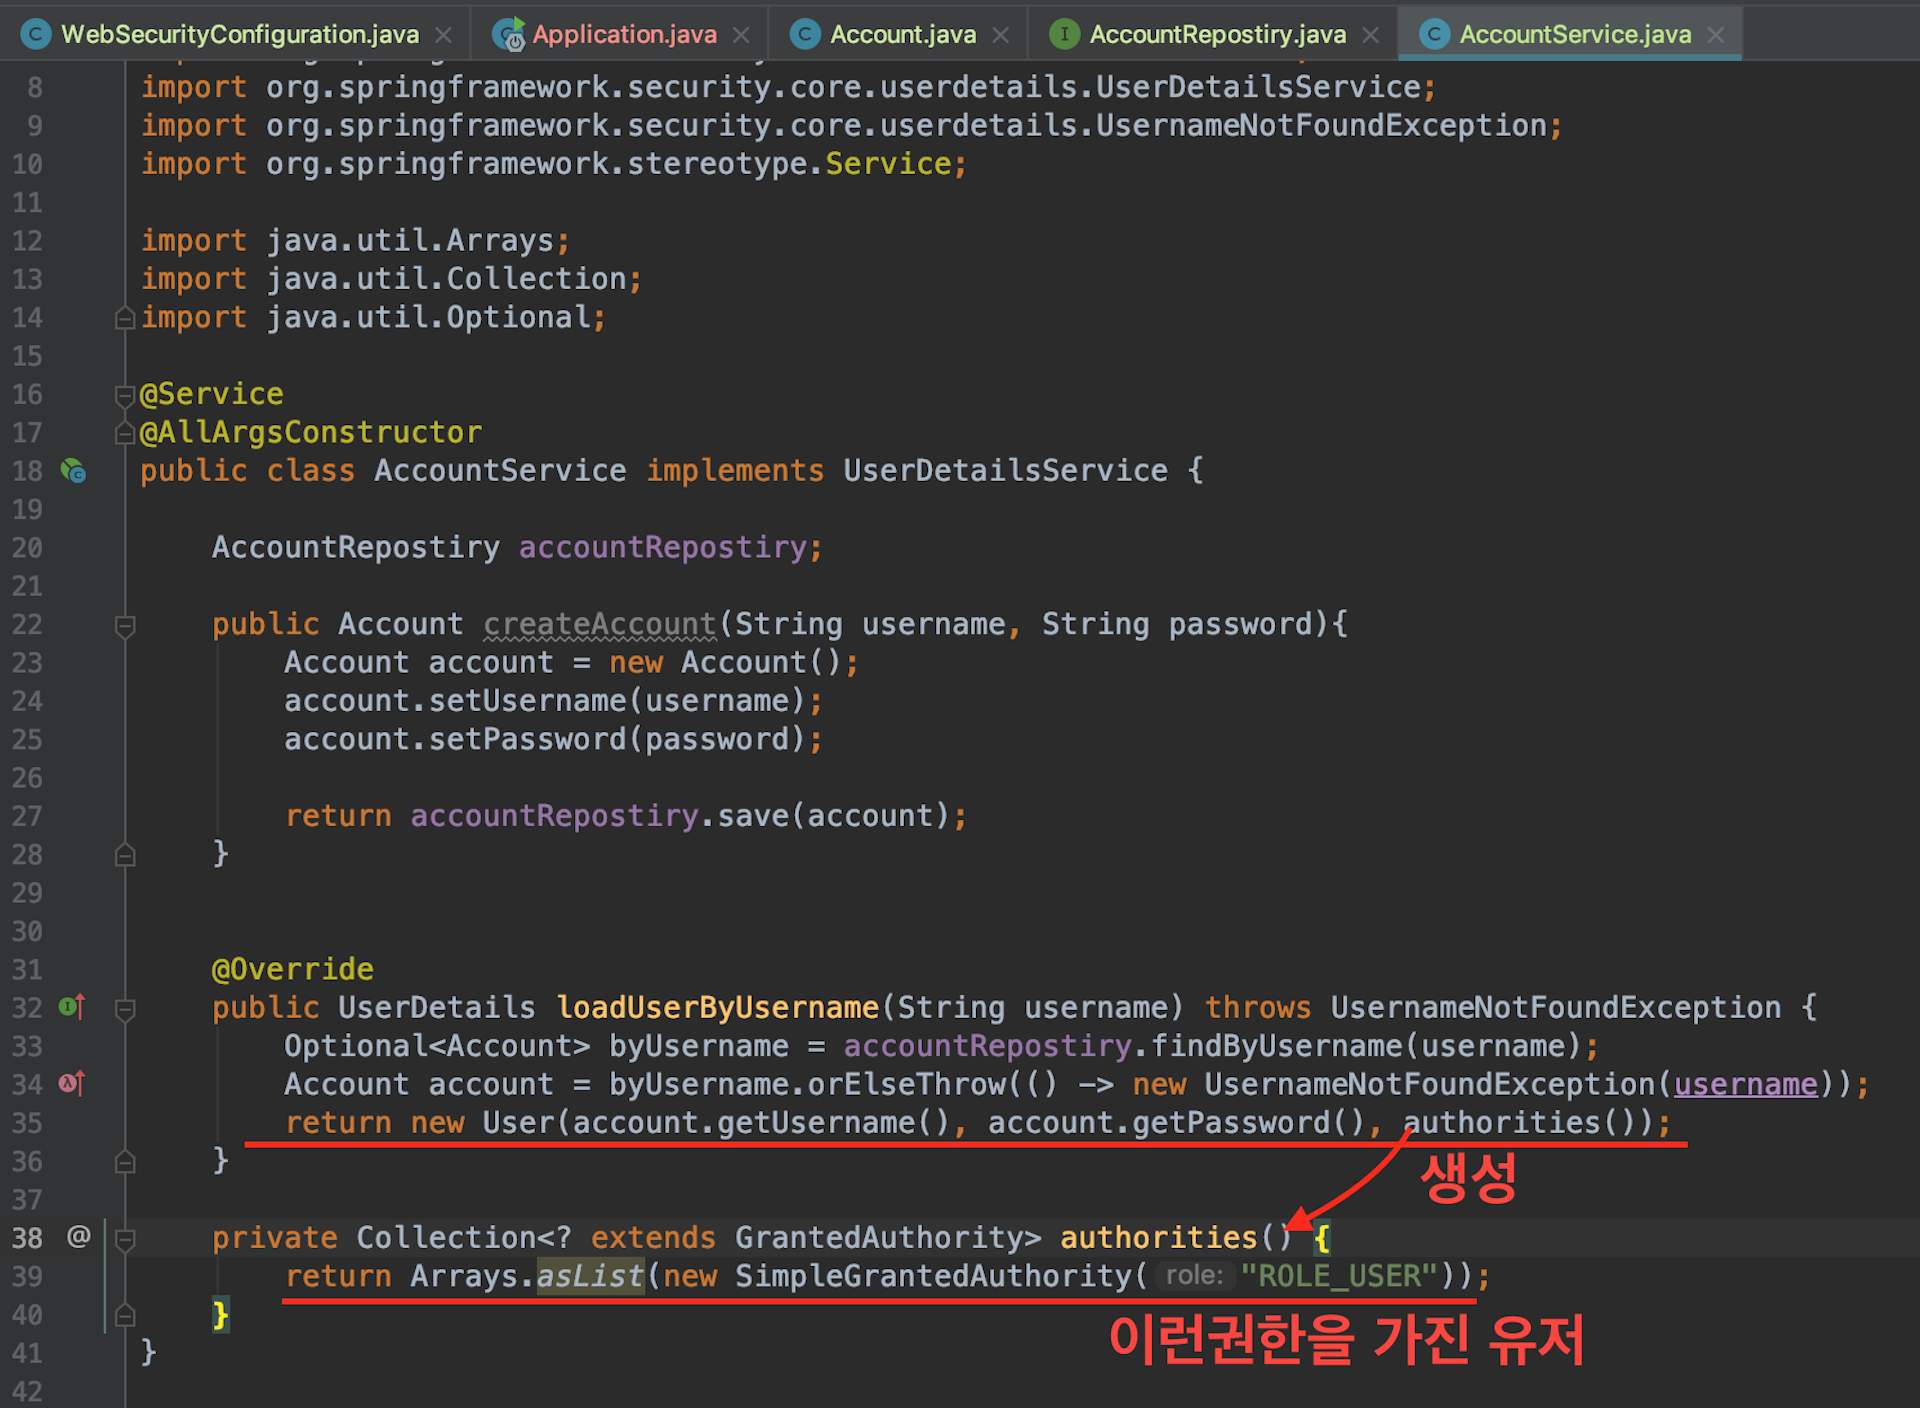 WebSecurityConfiguration.java Application.java Account.java AccountRepostiry.java AccountService.java
8 import org.springframework.security.core.userdetails.UserDetailsService;
9 import org.springframework.security.core.userdetails.UsernameNotFoundException;
10 import org.springframework.stereotype.Service;
11
12 import java.util.Arrays;
13 import java.util.Collection;
14 import java.util.Optional;
15
16 @Service
17 @AllArgsConstructor
18 public class AccountService implements UserDetailsService {
19
20 AccountRepostiry accountRepostiry;
21
22 public Account createAccount(String username, String password){
23 Account account = new Account();
24 account.setUsername(username);
25 account.setPassword(password);
26
27 return accountRepostiry.save(account);
28 }
29
30
31 @Override
32 public UserDetails loadUserByUsername(String username) throws UsernameNotFoundException {
33 Optional<Account> byUsername = accountRepostiry.findByUsername(username);
34 Account account = byUsername.orElseThrow(() -> new UsernameNotFoundException(username));
35 return new User(account.getUsername(), account.getPassword(), authorities());
36 }
생성
37
38 @ private Collection<? extends GrantedAuthority> authorities() {
39 return Arrays.asList(new SimpleGrantedAuthority( role: "ROLE_USER"));
40 }
이런권한을 가진 유저
41 }
42